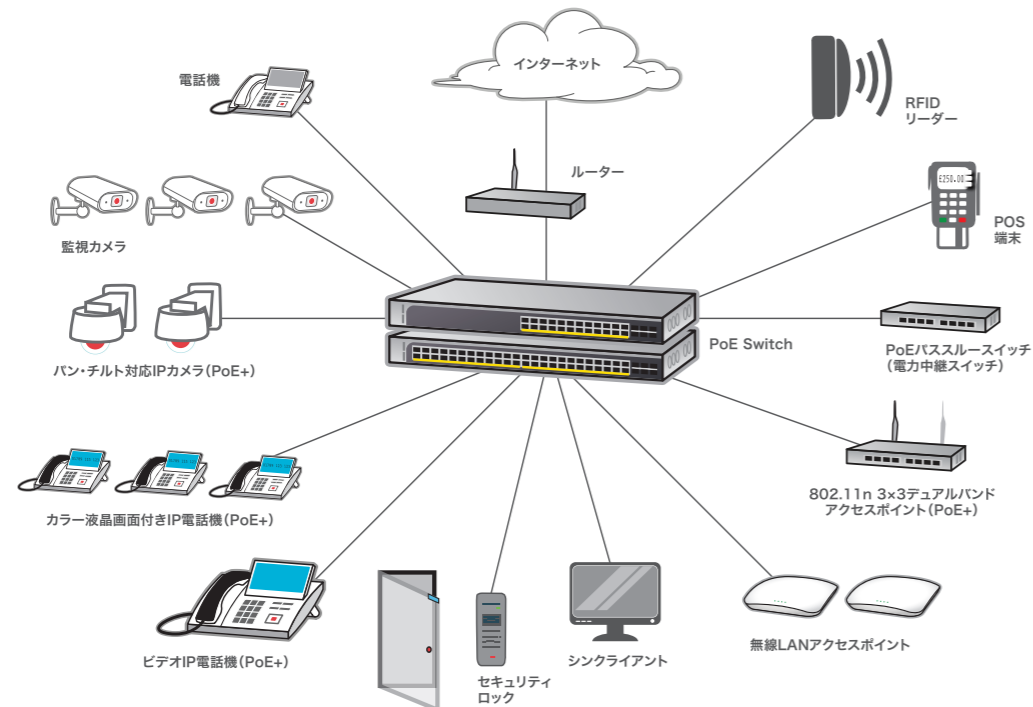 インターネット
電話機
RFID
リーダー
ルーター
£250.00
POS
端末
監視カメラ
PoE Switch
PoEパススルースイッチ
（電力中継スイッチ）
パン・チルト対応IPカメラ（PoE+）
802.11n 3×3デュアルバンド
アクセスポイント（PoE+）
カラー液晶画面付きIP電話機（PoE+）
無線LANアクセスポイント
ビデオIP電話機（PoE+）
シンクライアント
セキュリティ
ロック